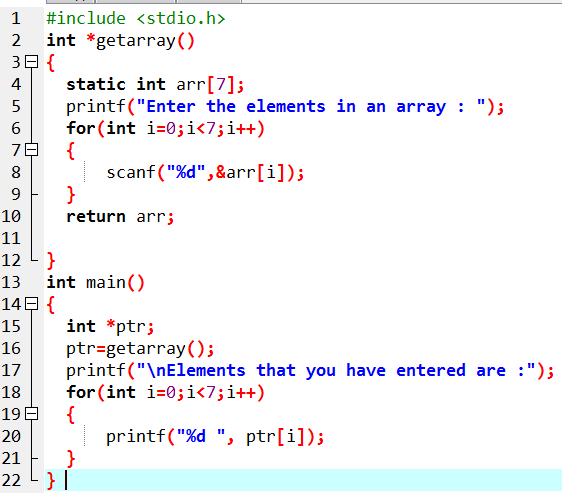 1 #include <stdio.h>
2 int *getarray()
3 {
4 static int arr[7];
5 printf("Enter the elements in an array : ");
6 for(int i=0;i<7;i++)
7 {
8 scanf("%d",&arr[i]);
9 }
10 return arr;
11
12 }
13 int main()
14 {
15 int *ptr;
16 ptr=getarray();
17 printf("\nElements that you have entered are :");
18 for(int i=0;i<7;i++)
19 {
20 printf("%d ", ptr[i]);
21 }
22 }